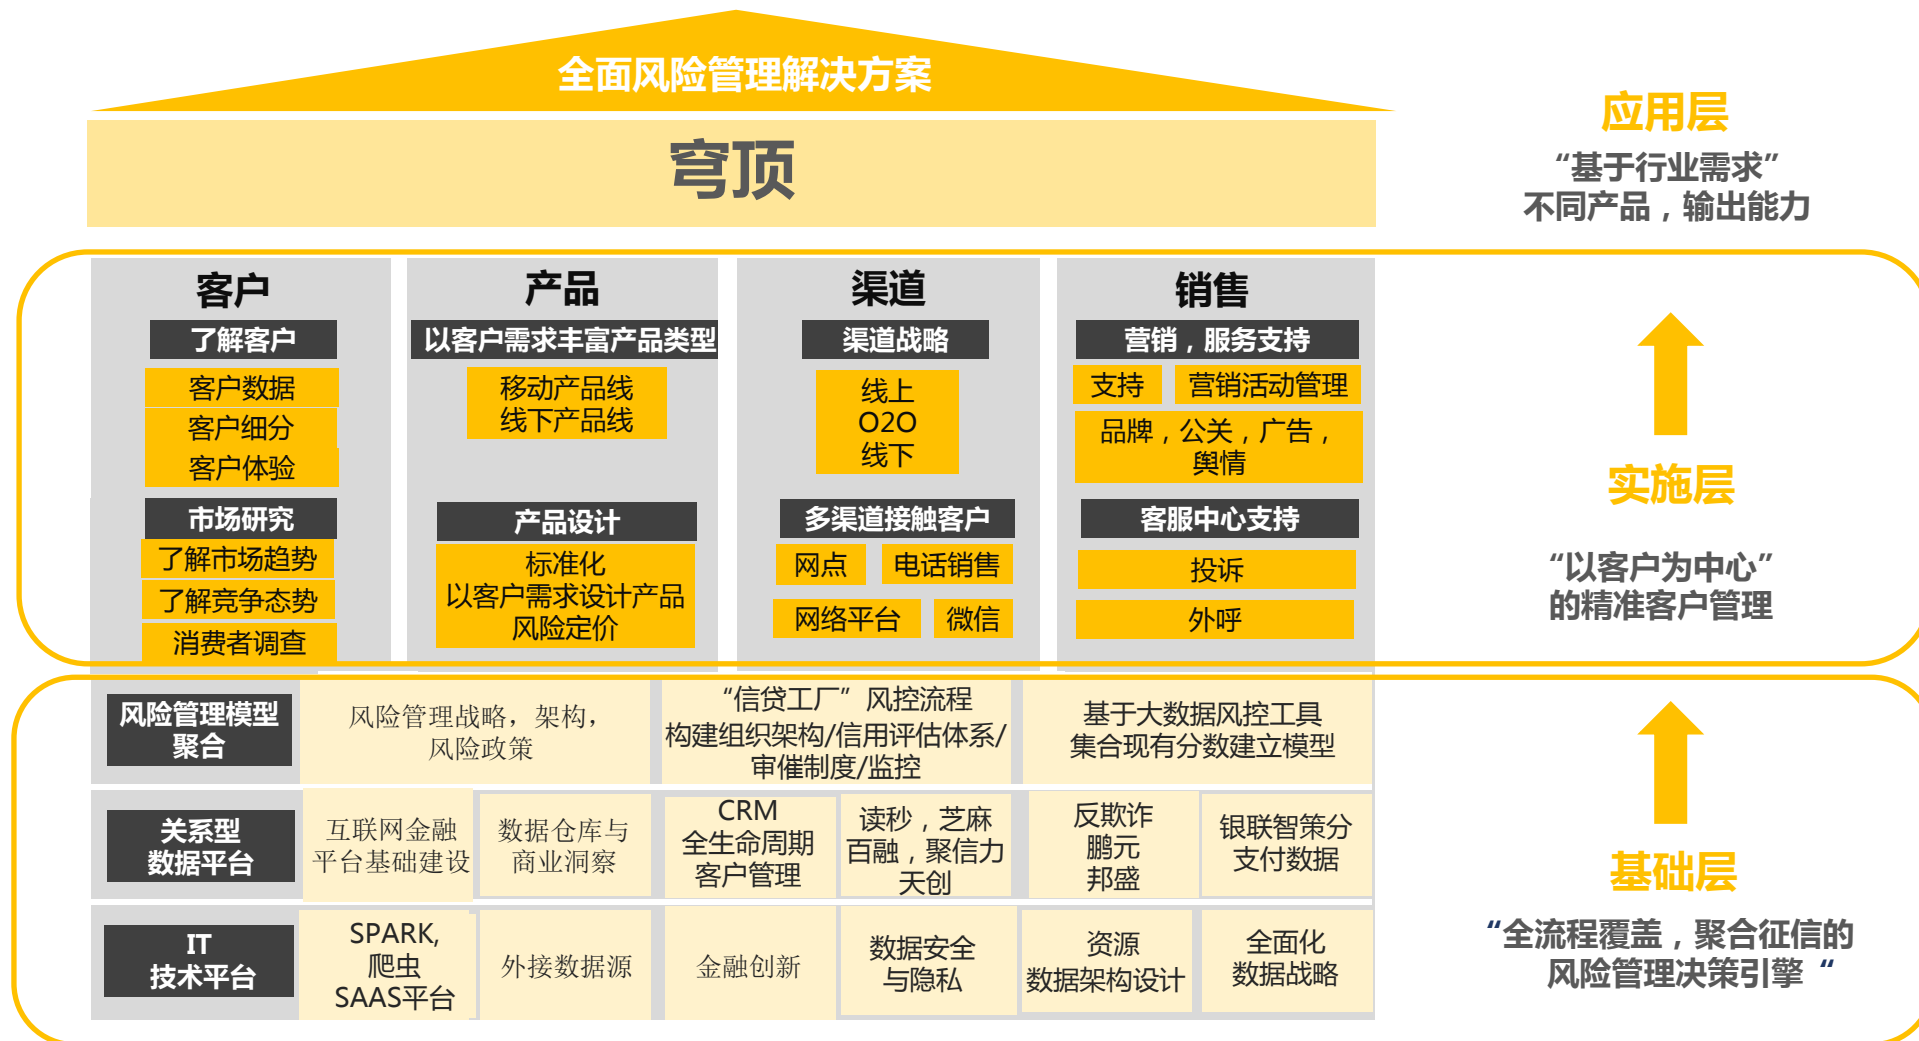 全面风险管理解决方案
穹顶
应用层
“基于行业需求”
不同产品，输出能力
客户
了解客户
客户数据
客户细分
客户体验
市场研究
了解市场趋势
了解竞争态势
消费者调查
产品
以客户需求丰富产品类型
移动产品线
线下产品线
产品设计
标准化
以客户需求设计产品
风险定价
渠道
渠道战略
线上
O2O
线下
多渠道接触客户
网点
电话销售
网络平台
微信
销售
营销，服务支持
支持
营销活动管理
品牌，公关，广告，
舆情
客服中心支持
投诉
外呼
实施层
“以客户为中心”
的精准客户管理
风险管理模型
聚合
风险管理战略，架构，
风险政策
“信贷工厂”风控流程
构建组织架构/信用评估体系/
审催制度/监控
基于大数据风控工具
集合现有分数建立模型
关系型
数据平台
互联网金融
平台基础建设
数据仓库与
商业洞察
CRM
全生命周期
客户管理
读秒，芝麻
百融，聚信力
天创
反欺诈
鹏元
邦盛
银联智策分
支付数据
IT
技术平台
SPARK,
爬虫
SAAS平台
外接数据源
金融创新
数据安全
与隐私
资源
数据架构设计
全面化
数据战略
基础层
“全流程覆盖，聚合征信的
风险管理决策引擎“